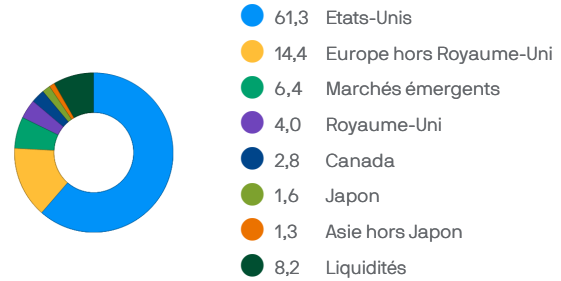 61,3 Etats-Unis
14,4 Europe hors Royaume-Uni
6,4 Marchés émergents
4,0 Royaume-Uni
2,8 Canada
1,6 Japon
1,3 Asie hors Japon
8,2 Liquidités